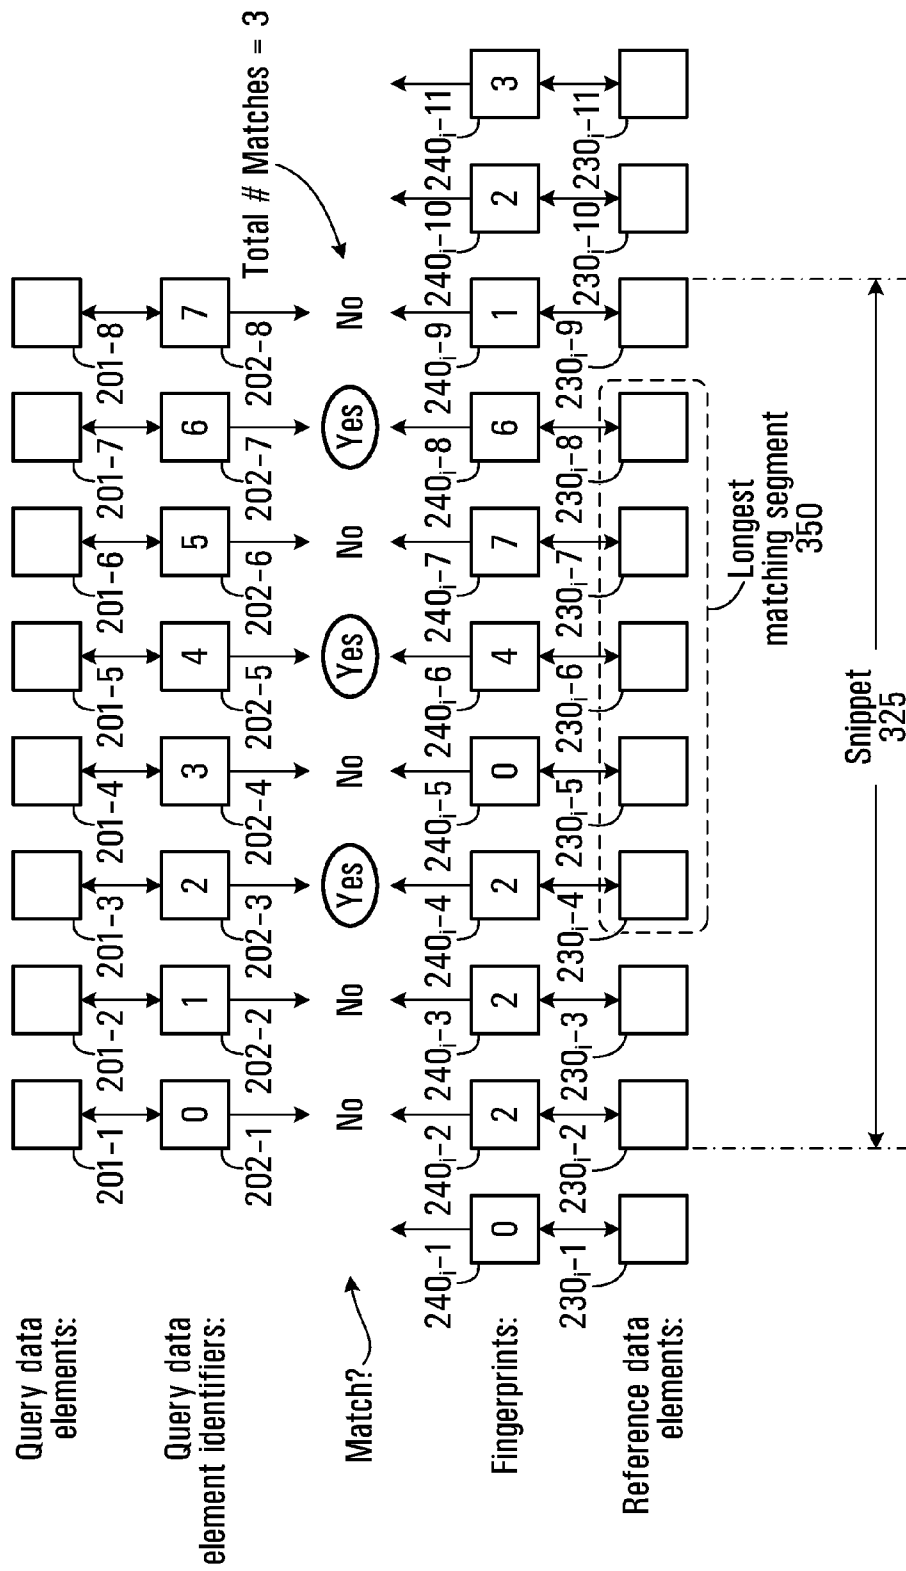 Query data
elements:
201-1
201-2
201-3
201-4
201-5
201-6
201-7
201-8
Query data
element identifiers:
0
1
2
3
4
5
6
7
202-1
202-2
202-3
202-4
202-5
202-6
202-7
202-8
Total # Matches = 3
Match?
No
No
Yes
No
Yes
No
Yes
No
240i-1
240i-2
240i-3
240i-4
240i-5
240i-6
240i-7
240i-8
240i-9
240i-10
240i-11
Fingerprints:
0
2
2
2
0
4
7
6
1
2
3
230i-1
230i-2
230i-3
230i-4
230i-5
230i-6
230i-7
230i-8
230i-9
230i-10
230i-11
Reference data
elements:
Longest
matching segment
350
Snippet
325